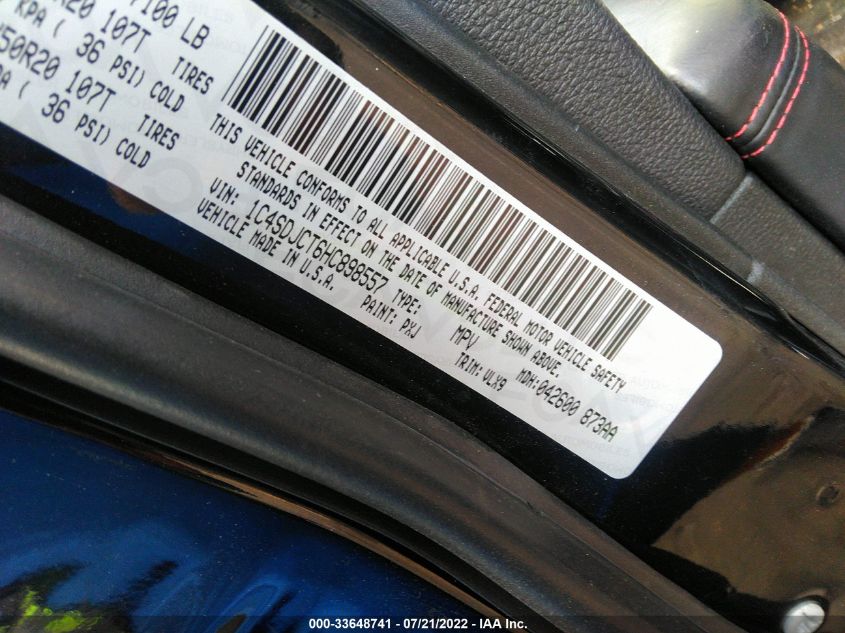 7100 LB
R20 107T
KPA ( 36 PSI) COLD TIRES
50R20 107T
PA ( 36 PSI) COLD TIRES
THIS VEHICLE CONFORMS TO ALL APPLICABLE U.S.A. FEDERAL MOTOR VEHICLE SAFETY
STANDARDS IN EFFECT ON THE DATE OF MANUFACTURE SHOWN ABOVE.
VIN: 1C4SDJCT6HC898557 TYPE: MPV MDH:042600 873AA
VEHICLE MADE IN U.S.A. PAINT: PXJ TRIM: VLX9
000-33648741 - 07/21/2022 - IAA Inc.